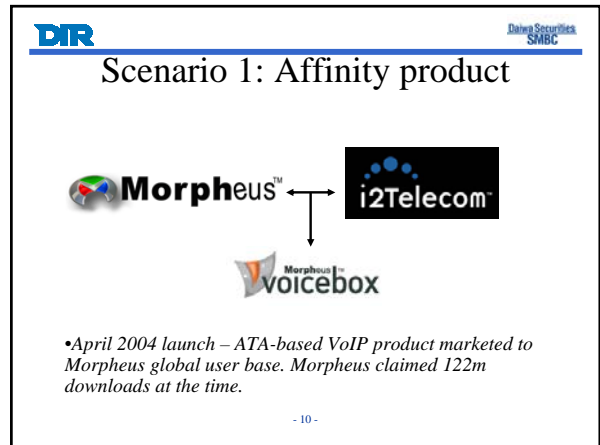 DIR
Daiwa Securities
SMBC
Scenario 1: Affinity product
Morpheus™
i2Telecom™
Morpheus™
voicebox
•April 2004 launch – ATA-based VoIP product marketed to
Morpheus global user base. Morpheus claimed 122m
downloads at the time.
- 10 -